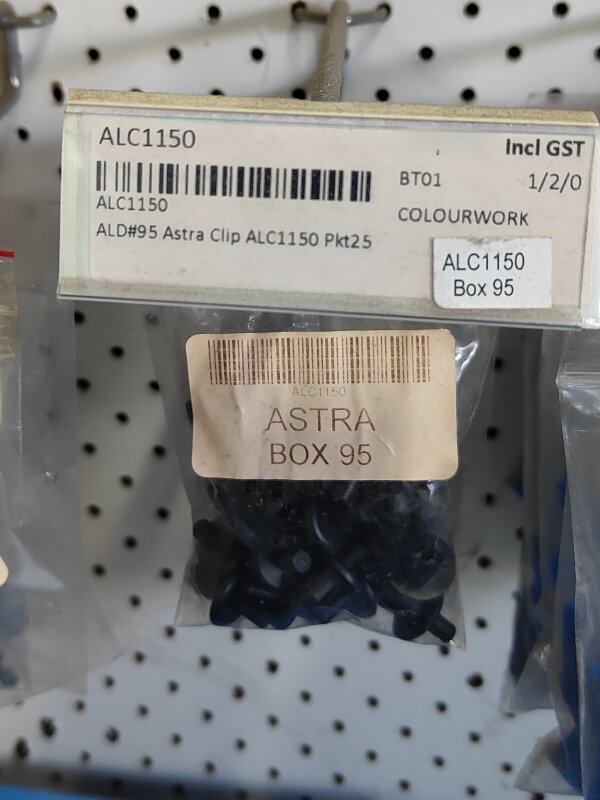 ALC1150
Incl GST
BT01 1/2/0
ALC1150
COLOURWORK
ALD#95 Astra Clip ALC1150 Pkt25
ALC1150
Box 95
ALC1150
ASTRA
BOX 95